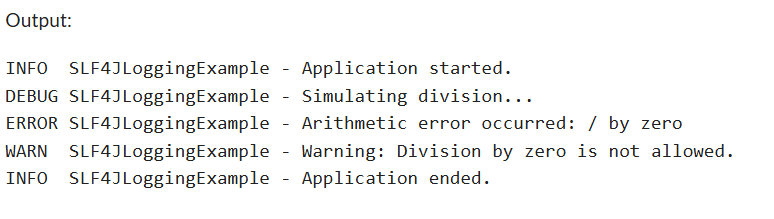 Output:
INFO  SLF4JLoggingExample - Application started.
DEBUG SLF4JLoggingExample - Simulating division...
ERROR SLF4JLoggingExample - Arithmetic error occurred: / by zero
WARN  SLF4JLoggingExample - Warning: Division by zero is not allowed.
INFO  SLF4JLoggingExample - Application ended.